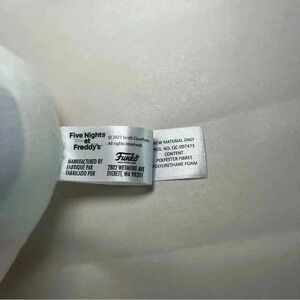 Five Nights
at
Freddy's
MANUFACTURED BY
FABRIQUÉ PAR
FABRICADO POR
©2021 Scott Cawthon.
All rights reserved.
Funko
2802 WETMORE AVE
EVERETT, WA 98201
NEW MATERIAL ONLY
REG. NO. QC-007473
CONTENT
POLYESTER FIBRES
POLYURETHANE FOAM